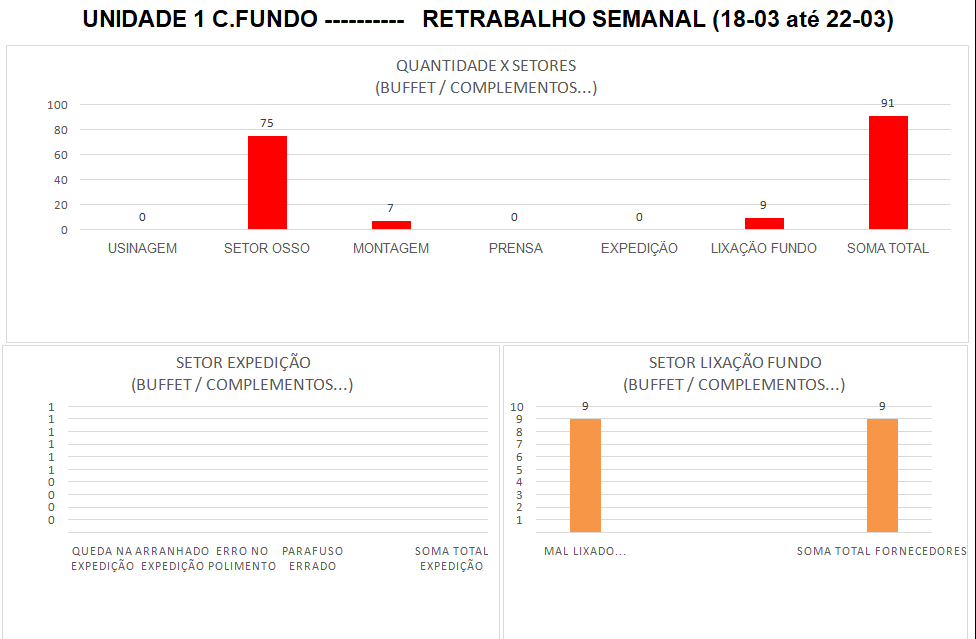 UNIDADE 1 C.FUNDO ---------- RETRABALHO SEMANAL (18-03 até 22-03)
QUANTIDADE X SETORES
(BUFFET / COMPLEMENTOS...)
100
80
60
40
20
0
0
75
7
0
0
9
91
USINAGEM
SETOR OSSO
MONTAGEM
PRENSA
EXPEDIÇÃO
LIXAÇÃO FUNDO
SOMA TOTAL
SETOR EXPEDIÇÃO
(BUFFET / COMPLEMENTOS...)
1
1
1
1
1
1
0
0
0
0
QUEDA NA
EXPEDIÇÃO
ARRANHADO
EXPEDIÇÃO
ERRO NO
POLIMENTO
PARAFUSO
ERRADO
SOMA TOTAL
EXPEDIÇÃO
SETOR LIXAÇÃO FUNDO
(BUFFET / COMPLEMENTOS...)
10
9
8
7
6
5
4
3
2
1
9
9
MAL LIXADO...
SOMA TOTAL FORNECEDORES